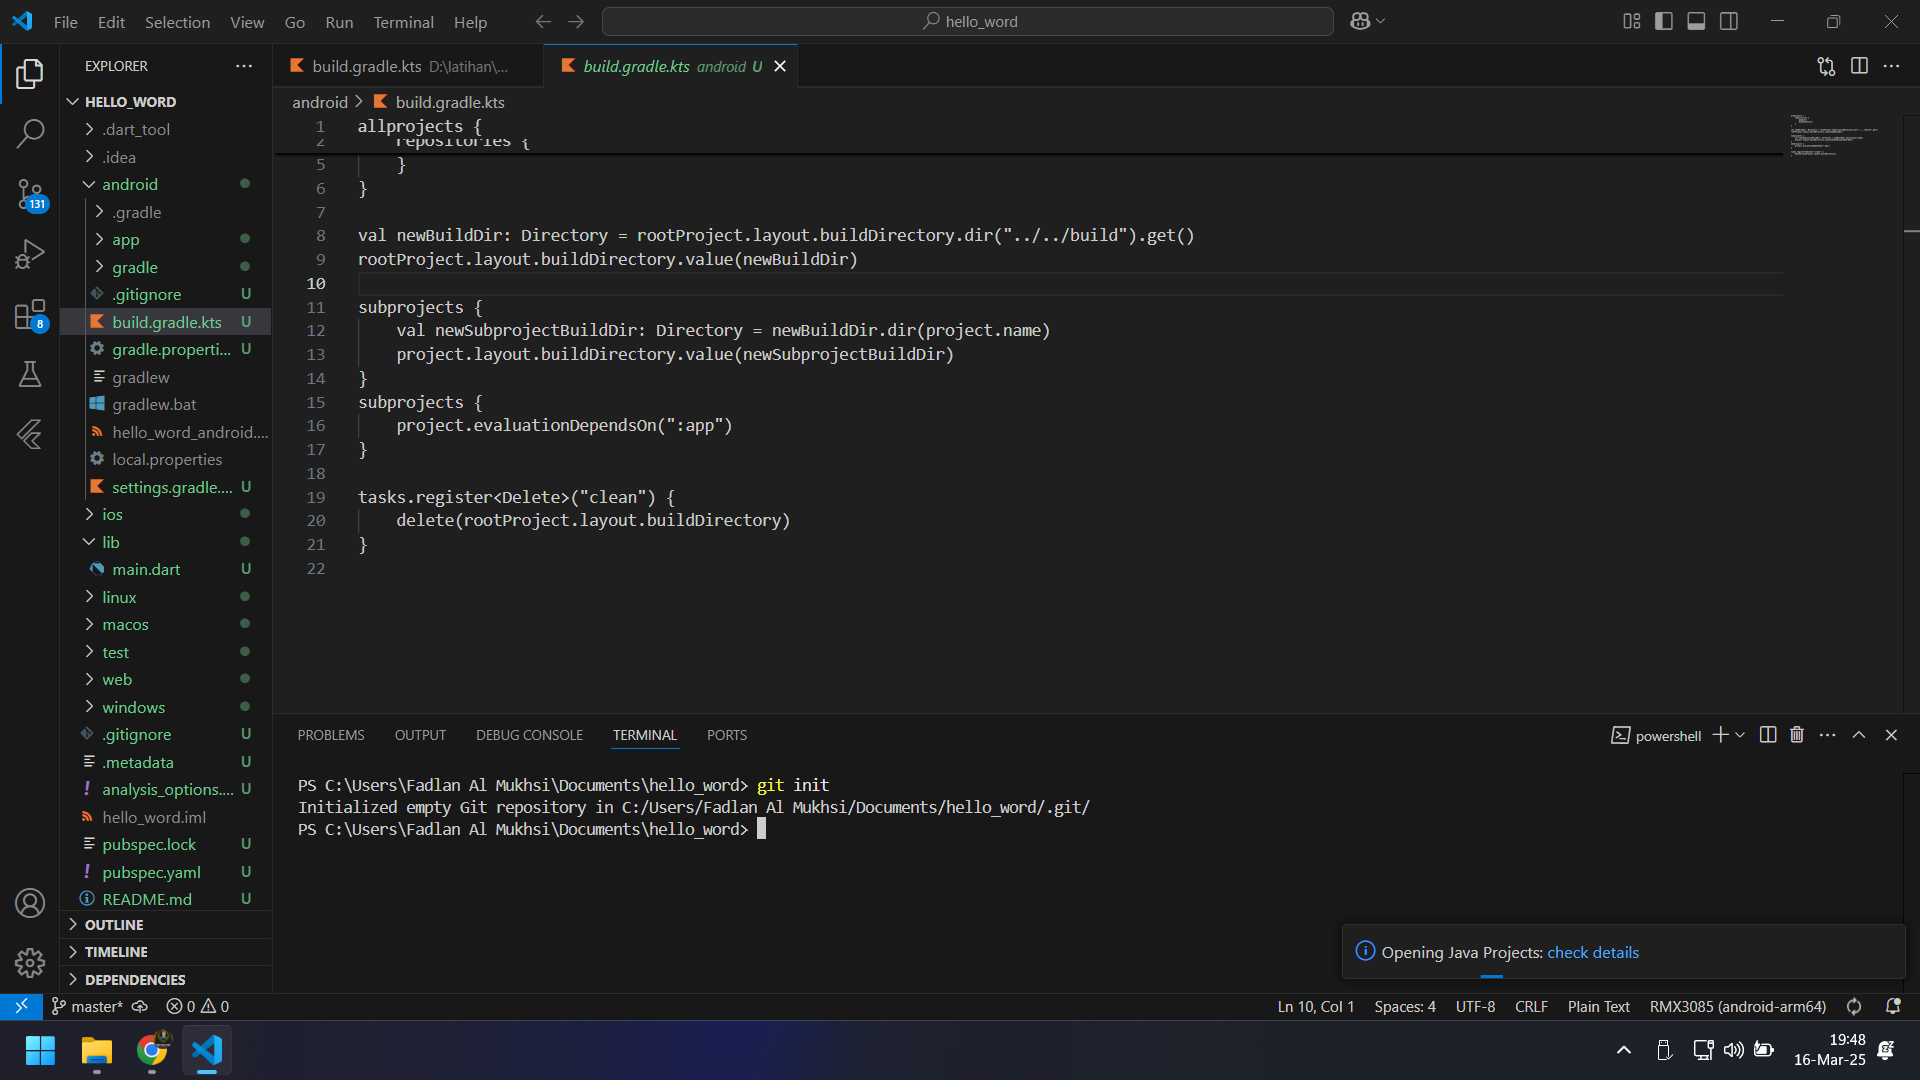 File Edit Selection View Go Run Terminal Help
hello_word
EXPLORER
HELLO_WORD
.dart_tool
.idea
android
.gradle
app
gradle
.gitignore U
build.gradle.kts U
gradle.properti... U
gradlew
gradlew.bat
hello_word_android....
local.properties
settings.gradle.... U
ios
lib
main.dart U
linux
macos
test
web
windows
.gitignore U
.metadata U
analysis_options.... U
hello_word.iml
pubspec.lock U
pubspec.yaml U
README.md U
OUTLINE
TIMELINE
DEPENDENCIES
131
8
build.gradle.kts D:\latihan\...
build.gradle.kts android U
android > build.gradle.kts
1 allprojects {
2 repositories {
5 }
6 }
7
8 val newBuildDir: Directory = rootProject.layout.buildDirectory.dir("../../build").get()
9 rootProject.layout.buildDirectory.value(newBuildDir)
10
11 subprojects {
12 val newSubprojectBuildDir: Directory = newBuildDir.dir(project.name)
13 project.layout.buildDirectory.value(newSubprojectBuildDir)
14 }
15 subprojects {
16 project.evaluationDependsOn(":app")
17 }
18
19 tasks.register<Delete>("clean") {
20 delete(rootProject.layout.buildDirectory)
21 }
22
PROBLEMS OUTPUT DEBUG CONSOLE TERMINAL PORTS
powershell
PS C:\Users\Fadlan Al Mukhsi\Documents\hello_word> git init
Initialized empty Git repository in C:/Users/Fadlan Al Mukhsi/Documents/hello_word/.git/
PS C:\Users\Fadlan Al Mukhsi\Documents\hello_word>
Opening Java Projects: check details
master* 0 0
Ln 10, Col 1 Spaces: 4 UTF-8 CRLF Plain Text RMX3085 (android-arm64)
19:48
16-Mar-25